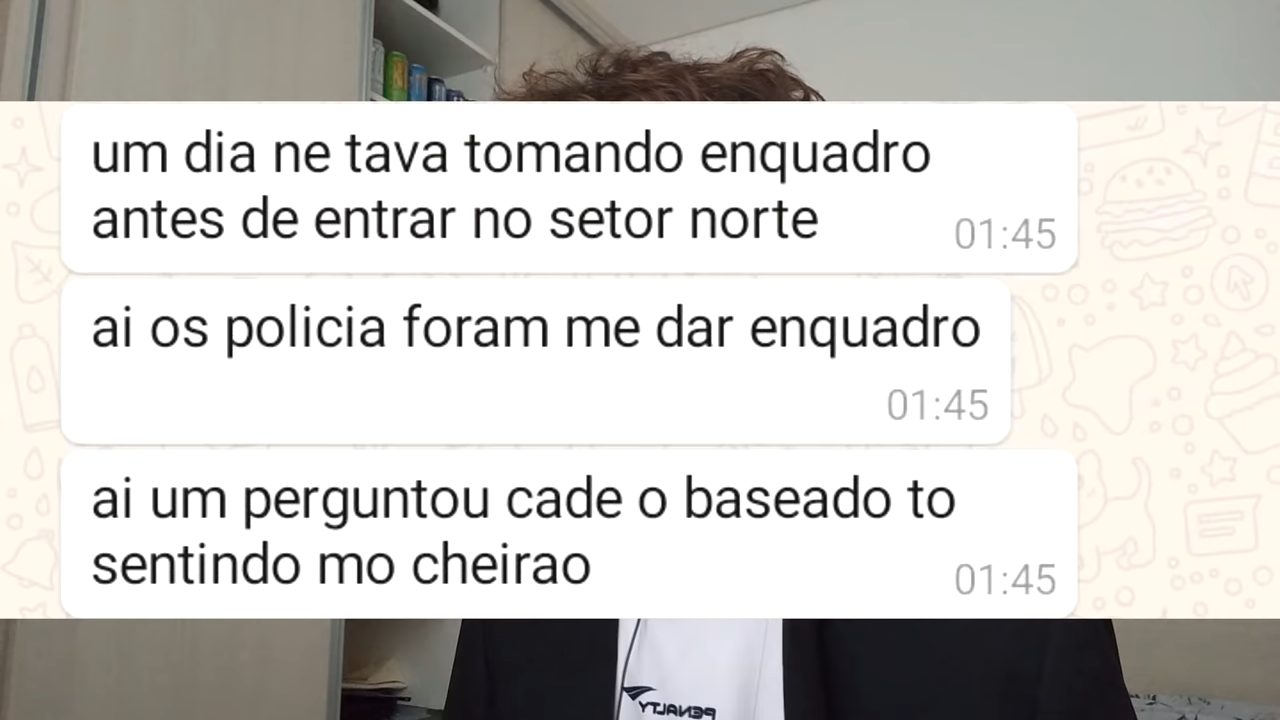 um dia ne tava tomando enquadro
antes de entrar no setor norte
01:45
ai os policia foram me dar enquadro
01:45
ai um perguntou cade o baseado to
sentindo mo cheirao
01:45
PENALTY